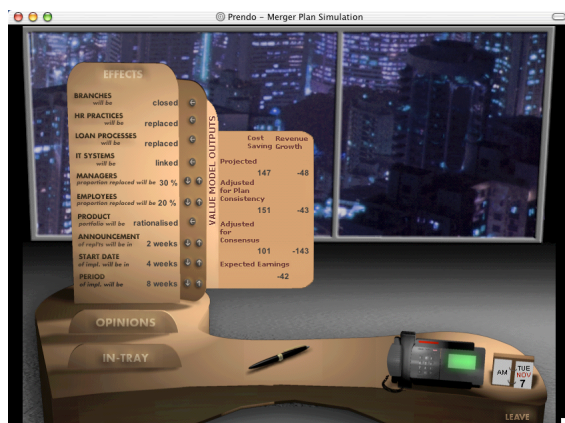 Prendo – Merger Plan Simulation
EFFECTS
BRANCHES
will be closed
HR PRACTICES
will be replaced
LOAN PROCESSES
will be replaced
IT SYSTEMS
will be linked
MANAGERS
proportion replaced will be 30 %
EMPLOYEES
proportion replaced will be 20 %
PRODUCT
portfolio will be rationalised
ANNOUNCEMENT
of repl'ts will be in 2 weeks
START DATE
of impl. will be in 4 weeks
PERIOD
of impl. will be 8 weeks
VALUE MODEL OUTPUTS
Cost Revenue
Saving Growth
Projected
147 -48
Adjusted
for Plan
Consistency
151 -43
Adjusted
for
Consensus
101 -143
Expected Earnings
-42
OPINIONS
IN-TRAY
AM
TUE
NOV
7
LEAVE